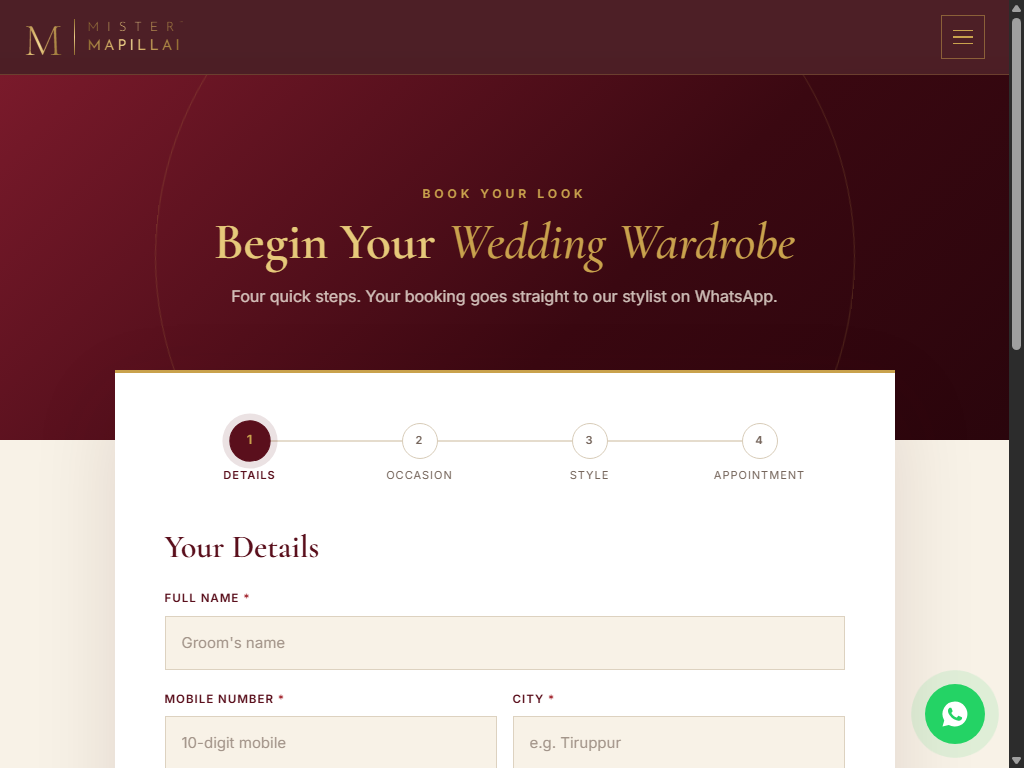 M
MISTER
MAPILLAI
BOOK YOUR LOOK
Begin Your Wedding Wardrobe
Four quick steps. Your booking goes straight to our stylist on WhatsApp.
1
2
3
4
DETAILS
OCCASION
STYLE
APPOINTMENT
Your Details
FULL NAME *
Groom's name
MOBILE NUMBER *
CITY *
10-digit mobile
e.g. Tiruppur